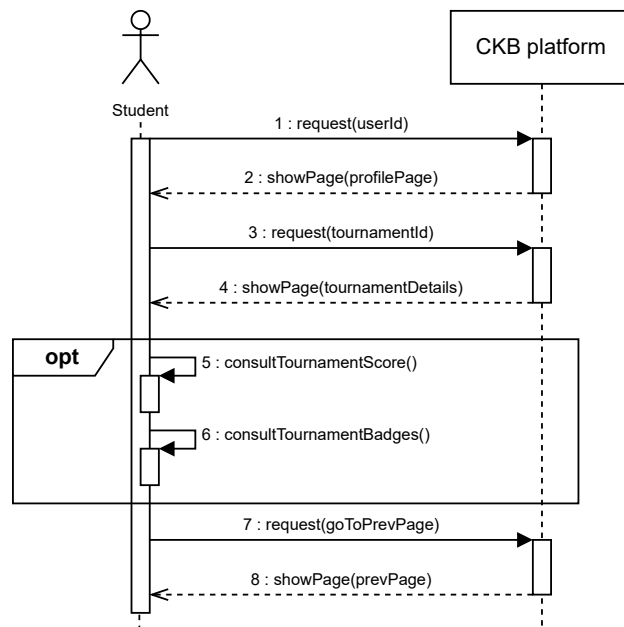 CKB platform
Student
1 : request(userId)
2 : showPage(profilePage)
3 : request(tournamentId)
4 : showPage(tournamentDetails)
opt
5 : consultTournamentScore()
6 : consultTournamentBadges()
7 : request(goToPrevPage)
8 : showPage(prevPage)